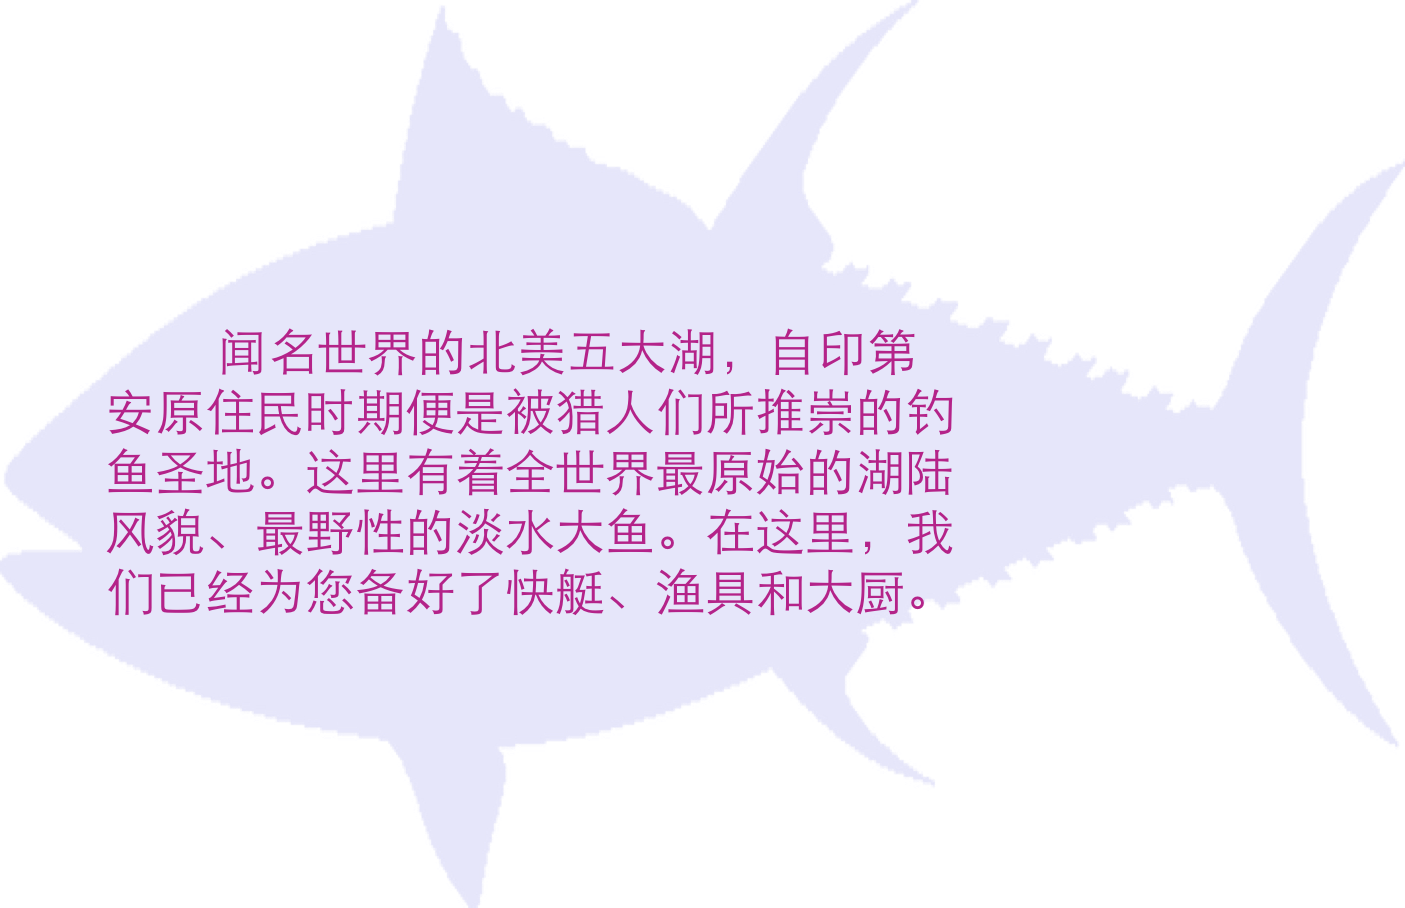 闻名世界的北美五大湖，自印第
安原住民时期便是被猎人们所推崇的钓
鱼圣地。这里有着全世界最原始的湖陆
风貌、最野性的淡水大鱼。在这里，我
们已经为您备好了快艇、渔具和大厨。